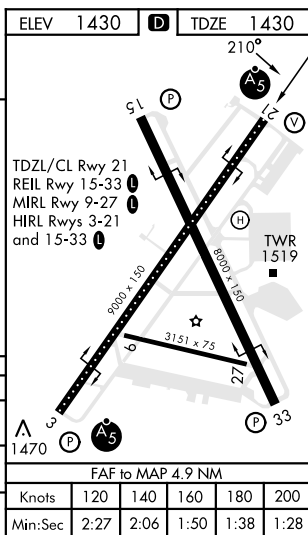 ELEV 1430 D TDZE 1430
210°
A5
15 P
21 V
TDZL/CL Rwy 21
REIL Rwy 15-33 L
MIRL Rwy 9-27 L
HIRL Rwys 3-21
and 15-33 L
H
TWR
1519
9000 x 150
8000 x 150
3151 x 75
9
27
3
33
P
1470 P A5
FAF to MAP 4.9 NM
Knots 120 140 160 180 200
Min:Sec 2:27 2:06 1:50 1:38 1:28